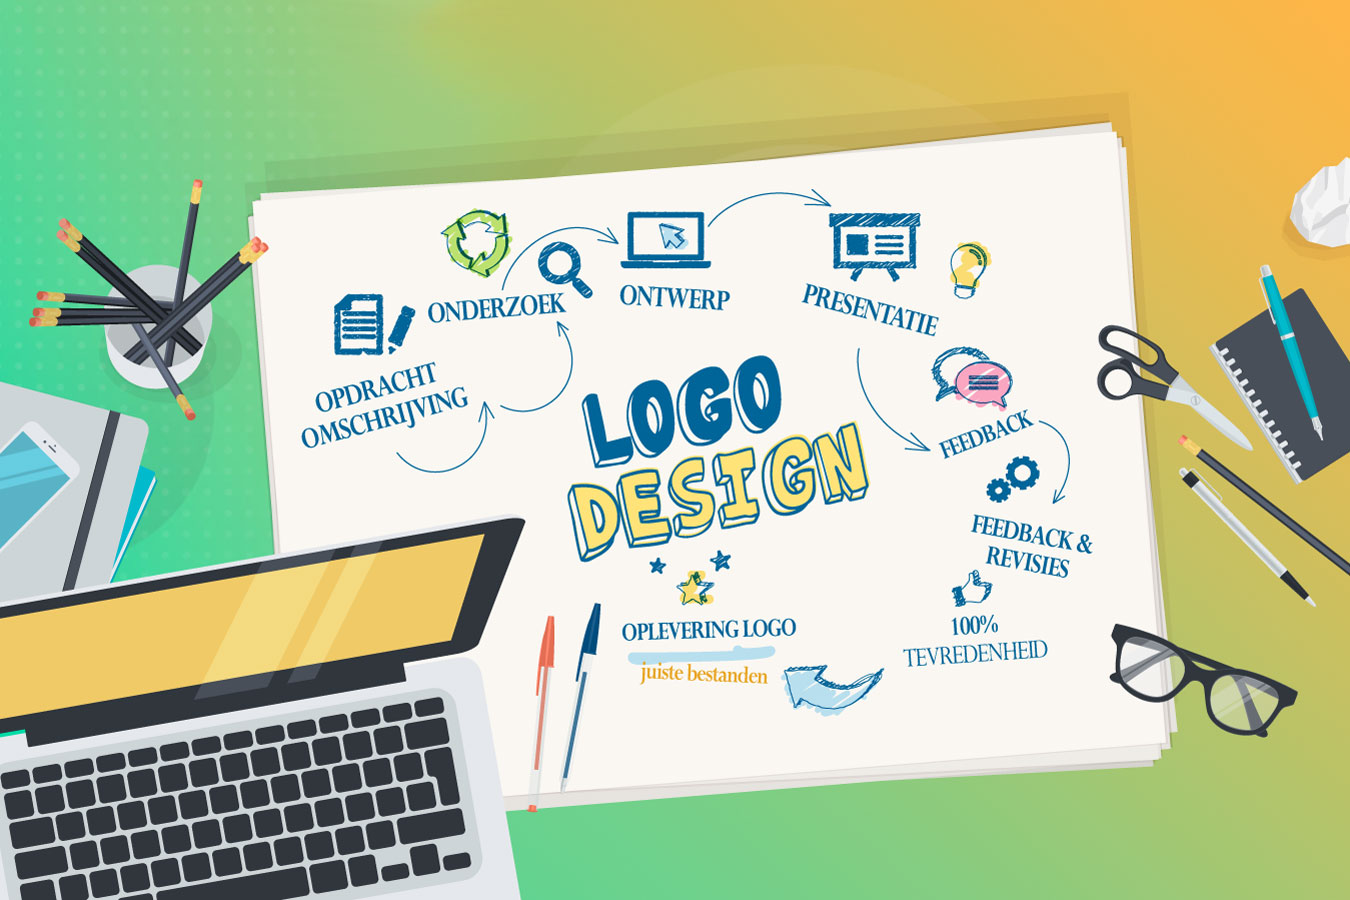 OPDRACHT
OMSCHRIJVING
ONDERZOEK
ONTWERP
PRESENTATIE
LOGO
DESIGN
FEEDBACK
FEEDBACK &
REVISIES
100%
TEVREDENHEID
OPLEVERING LOGO
juiste bestanden